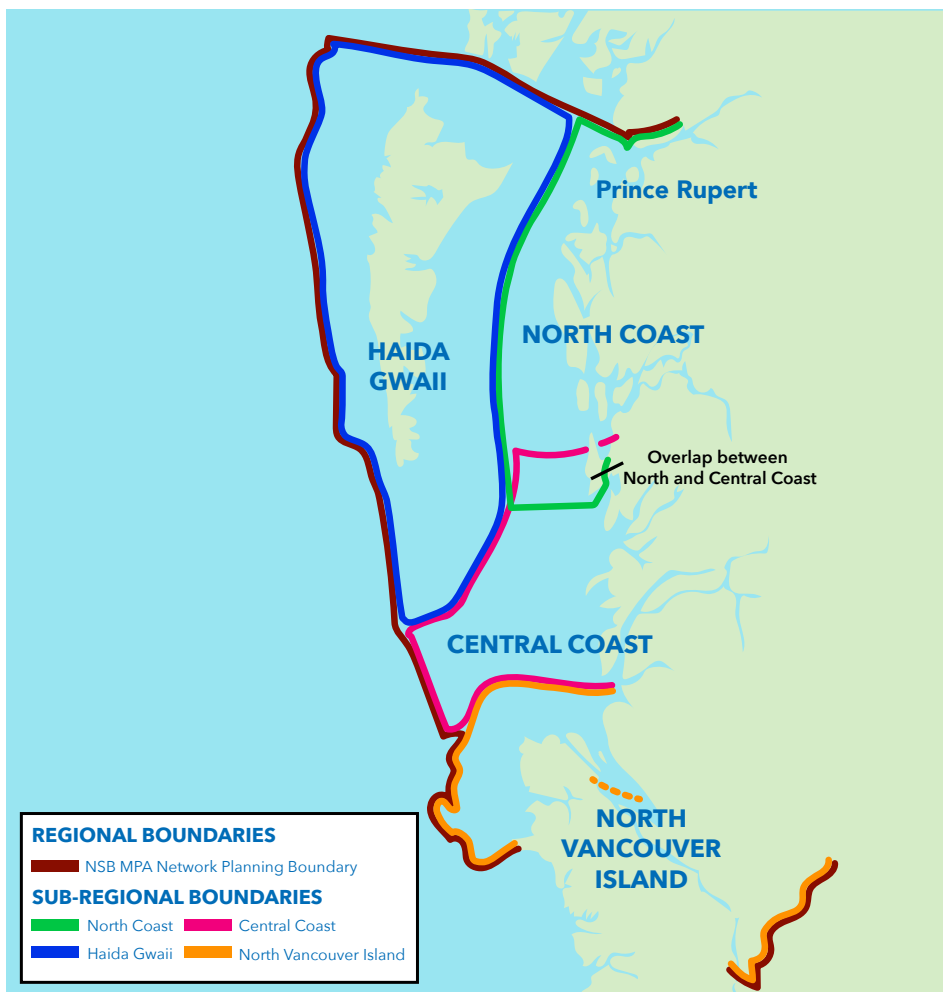 Prince Rupert
NORTH COAST
HAIDA
GWAII
Overlap between
North and Central Coast
CENTRAL COAST
NORTH
VANCOUVER
ISLAND
REGIONAL BOUNDARIES
NSB MPA Network Planning Boundary
SUB-REGIONAL BOUNDARIES
North Coast Central Coast
Haida Gwaii North Vancouver Island